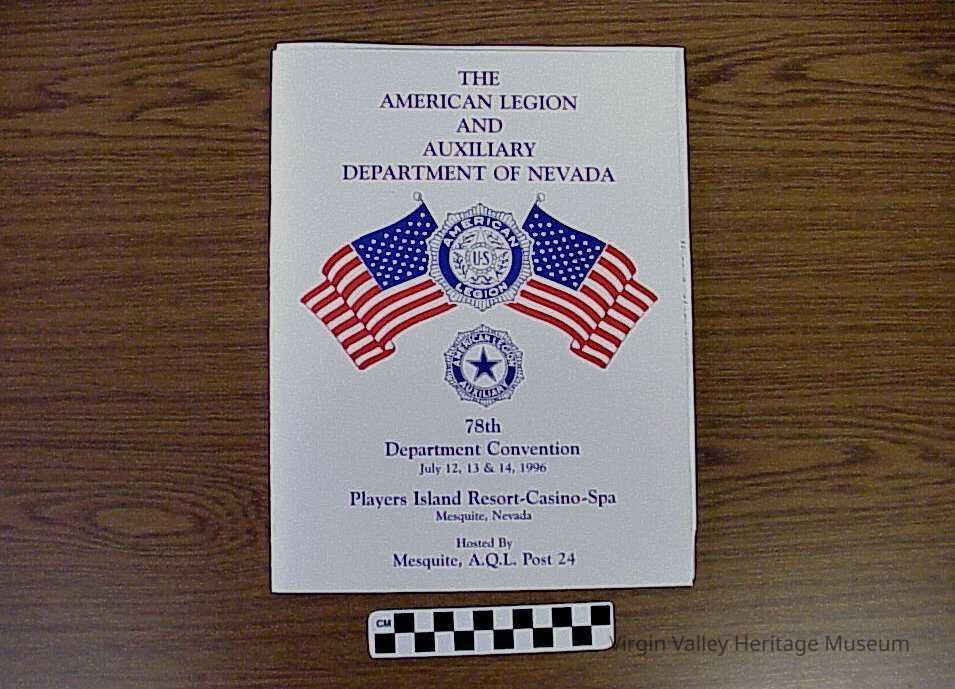 THE
AMERICAN LEGION
AND
AUXILIARY
DEPARTMENT OF NEVADA
AMERICAN
U·S
LEGION
AMERICAN LEGION
AUXILIARY
78th
Department Convention
July 12, 13 & 14, 1996
Players Island Resort-Casino-Spa
Mesquite, Nevada
Hosted By
Mesquite, A.Q.L. Post 24
CM
Virgin Valley Heritage Museum